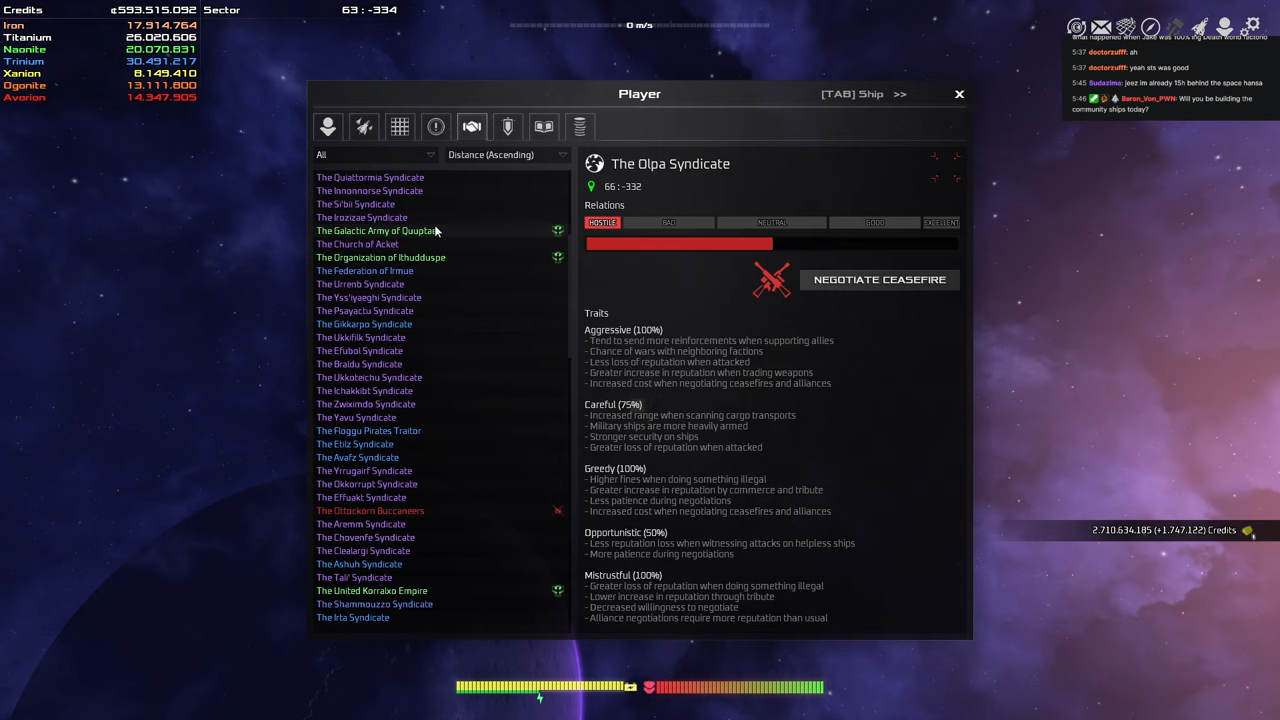 Credits ¢593.515.092 Sector 63 : -334
Iron 17.914.764
Titanium 26.020.606
Naonite 20.070.831
Trinium 30.491.217
Xanion 8.149.410
Ogonite 13.111.800
Avorion 14.347.905
0 m/s
what happened when Jake was 100%'ing Death world factorio
5:37 doctorzufff: ah
5:37 doctorzufff: yeah sts was good
5:45 Sudazima: jeez im already 15h behind the space hansa
5:46 Baron_Von_PWN: Will you be building the
community ships today?
Player
[TAB] Ship >>
All
Distance (Ascending)
The Quiattormia Syndicate
The Innonnorse Syndicate
The Si'bii Syndicate
The Irozizae Syndicate
The Galactic Army of Quuptae
The Church of Acket
The Organization of Ithudduspe
The Federation of Irmue
The Urrenb Syndicate
The Yss'iyaeghi Syndicate
The Psayactu Syndicate
The Gikkarpo Syndicate
The Ukkifilk Syndicate
The Efubol Syndicate
The Braldu Syndicate
The Ukkoteichu Syndicate
The Ichakkibt Syndicate
The Zwiximdo Syndicate
The Yavu Syndicate
The Floggu Pirates Traitor
The Etilz Syndicate
The Avafz Syndicate
The Yrrugairf Syndicate
The Okkorrupt Syndicate
The Effuakt Syndicate
The Ottockorn Buccaneers
The Aremm Syndicate
The Chovenfe Syndicate
The Clealargi Syndicate
The Ashuh Syndicate
The Tali' Syndicate
The United Korralxo Empire
The Shammouzzo Syndicate
The Irta Syndicate
The Olpa Syndicate
66 : -332
Relations
HOSTILE BAD NEUTRAL GOOD EXCELLENT
NEGOTIATE CEASEFIRE
Traits
Aggressive (100%)
- Tend to send more reinforcements when supporting allies
- Chance of wars with neighboring factions
- Less loss of reputation when attacked
- Greater increase in reputation when trading weapons
- Increased cost when negotiating ceasefires and alliances
Careful (75%)
- Increased range when scanning cargo transports
- Military ships are more heavily armed
- Stronger security on ships
- Greater loss of reputation when attacked
Greedy (100%)
- Higher fines when doing something illegal
- Greater increase in reputation by commerce and tribute
- Less patience during negotiations
- Increased cost when negotiating ceasefires and alliances
Opportunistic (50%)
- Less reputation loss when witnessing attacks on helpless ships
- More patience during negotiations
Mistrustful (100%)
- Greater loss of reputation when doing something illegal
- Lower increase in reputation through tribute
- Decreased willingness to negotiate
- Alliance negotiations require more reputation than usual
2.710.634.185 (+1.747.122) Credits